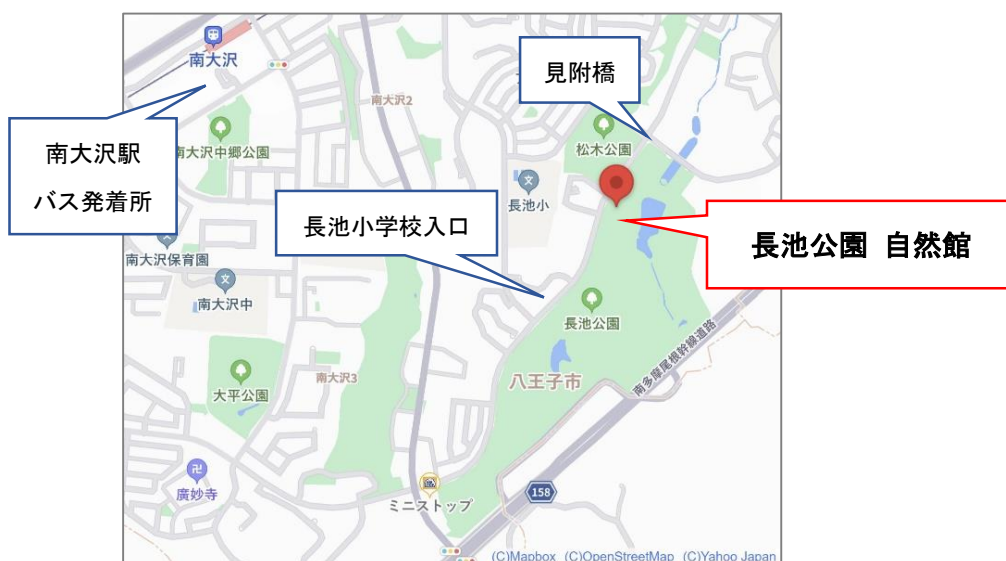 南大沢
見附橋
南大沢2
南大沢駅
バス発着所
南大沢中郷公園
松木公園
長池小
長池小学校入口
長池公園 自然館
南大沢保育園
南大沢中
長池公園
南多摩尾根幹線道路
南大沢3
八王子市
大平公園
廣妙寺
ミニストップ
158
(C)Mapbox (C)OpenStreetMap (C)Yahoo Japan